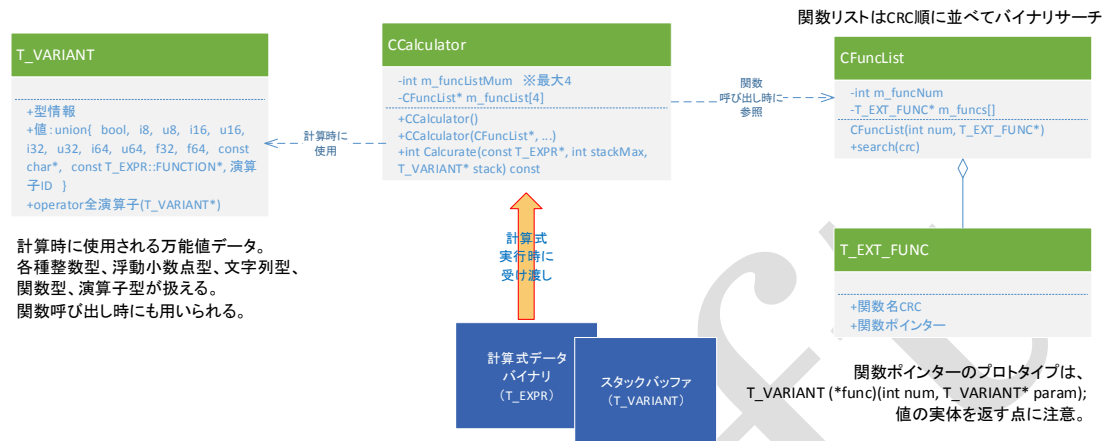 関数リストはCRC順に並べてバイナリサーチ
T_VARIANT
+型情報
+値：union{ bool, i8, u8, i16, u16,
i32, u32, i64, u64, f32, f64, const
char*, const T_EXPR::FUNCTION*, 演算
子ID }
+operator全演算子(T_VARIANT*)
計算時に使用される万能値データ。
各種整数型、浮動小数点型、文字列型、
関数型、演算子型が扱える。
関数呼び出し時にも用いられる。
計算時に
使用
CCalculator
-int m_funcListMum ※最大4
-CFuncList* m_funcList[4]
+CCalculator()
+CCalculator(CFuncList*, ...)
+int Calcurate(const T_EXPR*, int stackMax,
T_VARIANT* stack) const
関数
呼び出し時に
参照
CFuncList
-int m_funcNum
-T_EXT_FUNC* m_funcs[]
CFuncList(int num, T_EXT_FUNC*)
+search(crc)
計算式
実行時に
受け渡し
T_EXT_FUNC
+関数名CRC
+関数ポインター
計算式データ
バイナリ
（T_EXPR）
スタックバッファ
（T_VARIANT）
関数ポインターのプロトタイプは、
T_VARIANT (*func)(int num, T_VARIANT* param);
値の実体を返す点に注意。